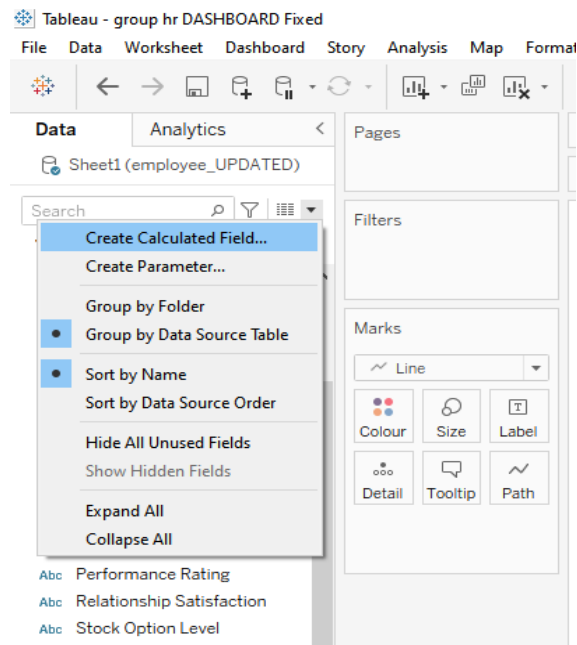 Tableau - group hr DASHBOARD Fixed
File Data Worksheet Dashboard Story Analysis Map Format
Data Analytics
Sheet1 (employee_UPDATED)
Search
Create Calculated Field...
Create Parameter...
Group by Folder
Group by Data Source Table
Sort by Name
Sort by Data Source Order
Hide All Unused Fields
Show Hidden Fields
Expand All
Collapse All
Abc Performance Rating
Abc Relationship Satisfaction
Abc Stock Option Level
Pages
Filters
Marks
Line
Colour Size T Label
Detail Tooltip Path